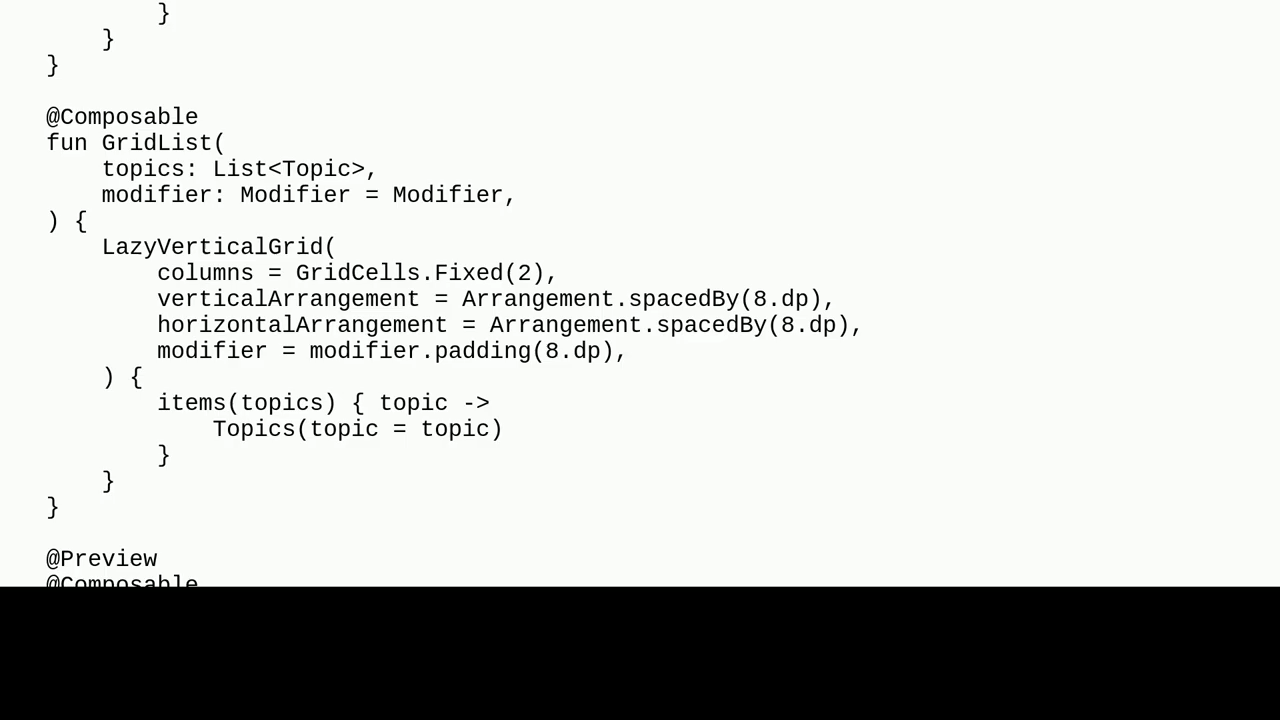 }
}
}
@Composable
fun GridList(
topics: List<Topic>,
modifier: Modifier = Modifier,
) {
LazyVerticalGrid(
columns = GridCells.Fixed(2),
verticalArrangement = Arrangement.spacedBy(8.dp),
horizontalArrangement = Arrangement.spacedBy(8.dp),
modifier = modifier.padding(8.dp),
) {
items(topics) { topic ->
Topics(topic = topic)
}
}
}
@Preview
@Composable